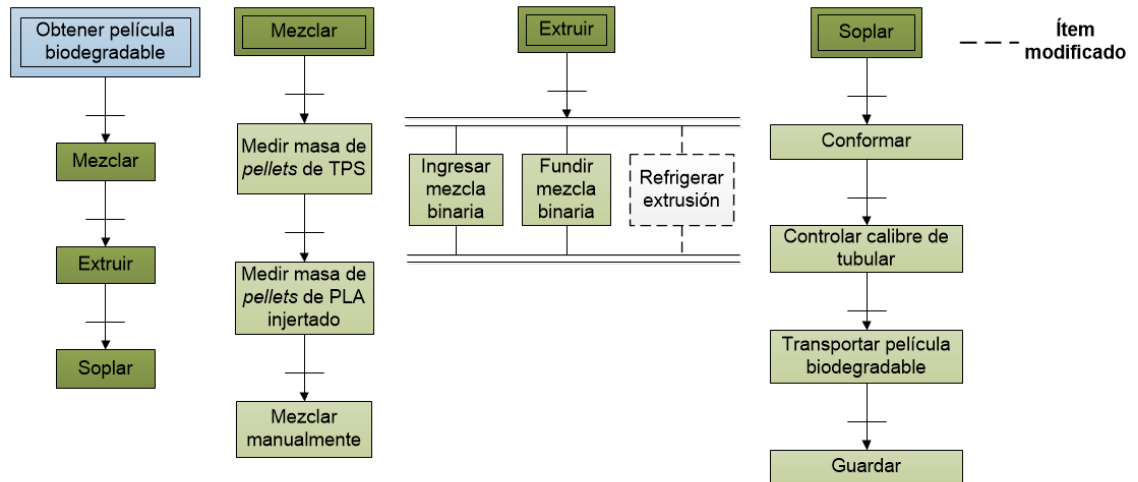 Obtener película
biodegradable
Mezclar
Extruir
Soplar
Mezclar
Medir masa de
pellets de TPS
Medir masa de
pellets de PLA
injertado
Mezclar
manualmente
Extruir
Ingresar
mezcla
binaria
Fundir
mezcla
binaria
Refrigerar
extrusión
Soplar
Conformar
Controlar calibre de
tubular
Transportar película
biodegradable
Guardar
Ítem
modificado